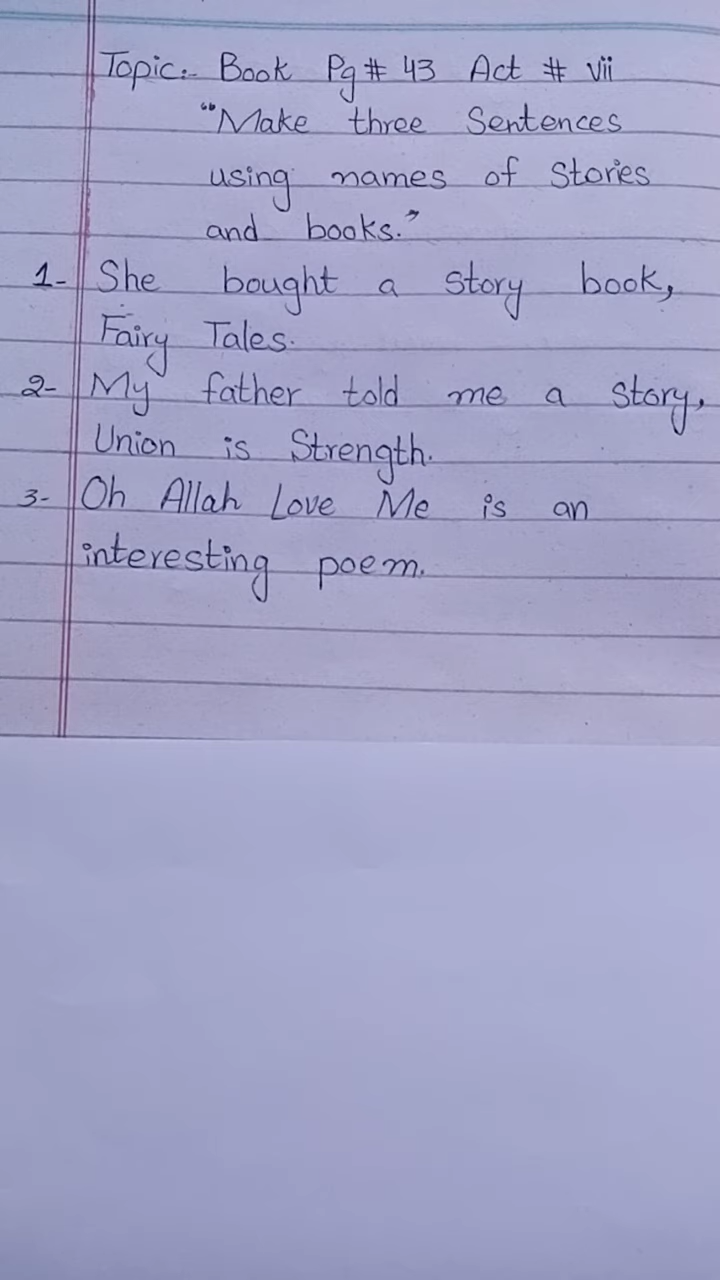 Topic:- Book Pg# 43 Act # vii
"Make three Sentences
using names of Stories
and books."
1- She bought a story book,
Fairy Tales.
2- My father told me a story,
Union is Strength.
3- Oh Allah Love Me is an
interesting poem.